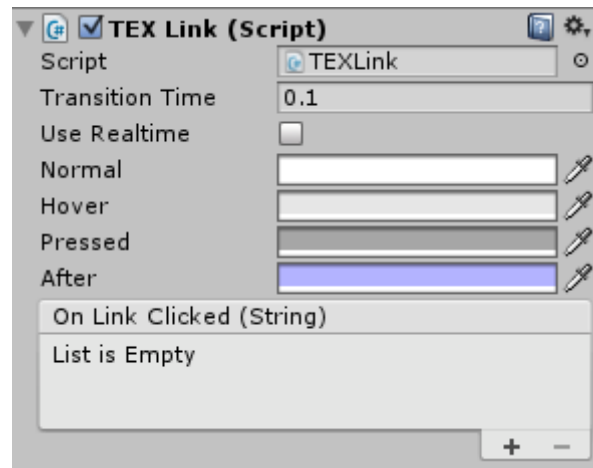 TEX Link (Script)
Script TEXLink
Transition Time 0.1
Use Realtime
Normal
Hover
Pressed
After
On Link Clicked (String)
List is Empty